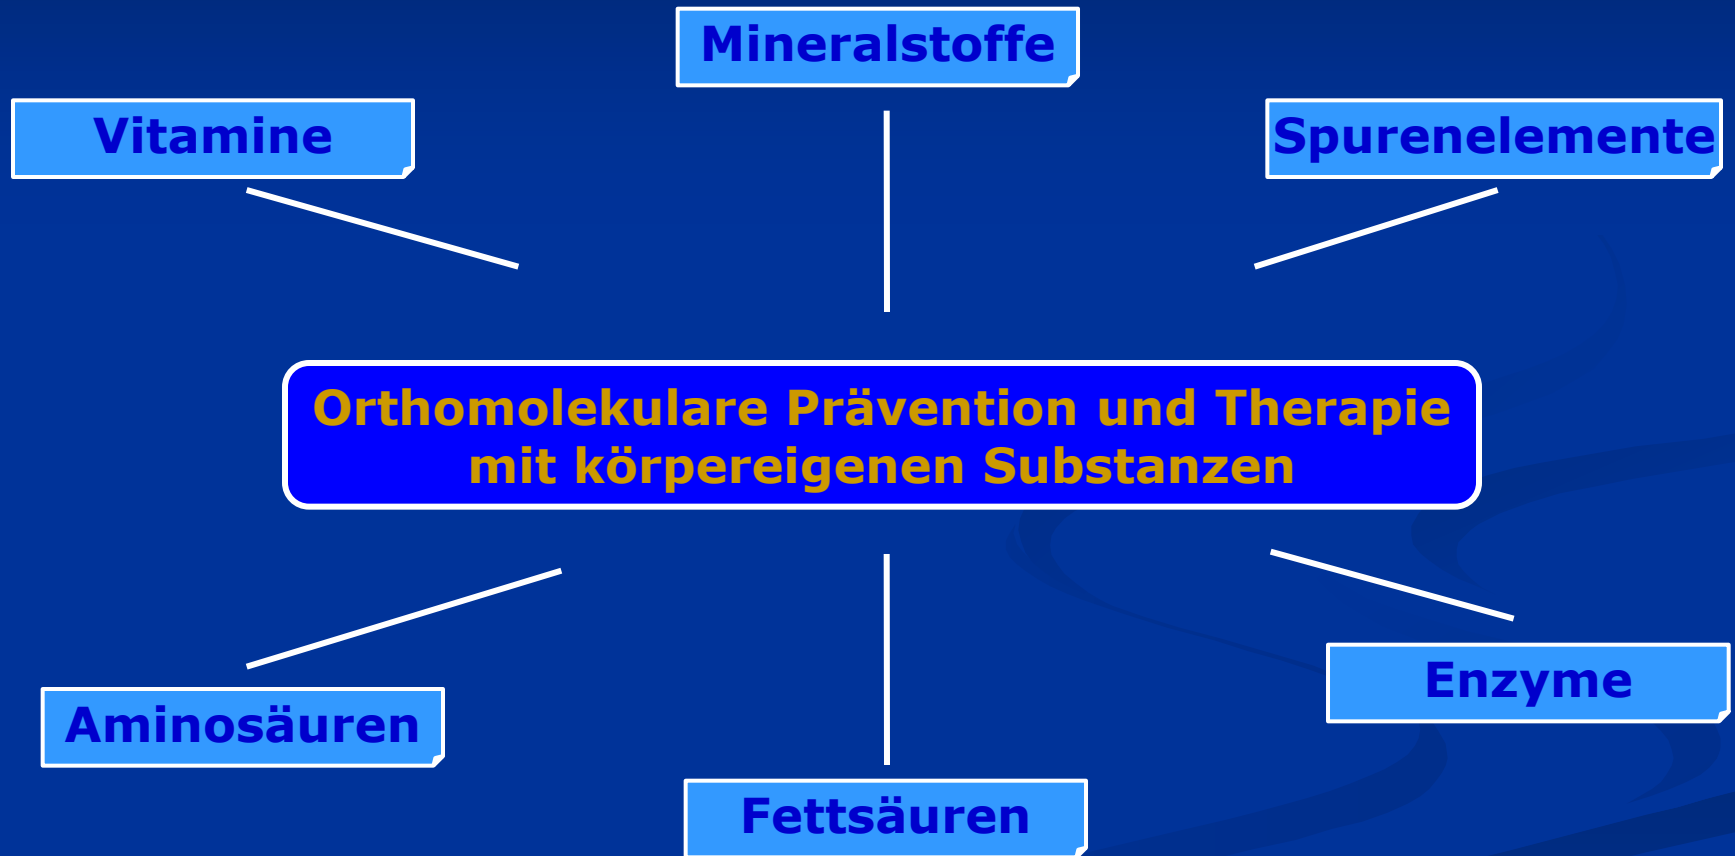 Mineralstoffe
Vitamine
Spurenelemente
Orthomolekulare Prävention und Therapie
mit körpereigenen Substanzen
Enzyme
Aminosäuren
Fettsäuren